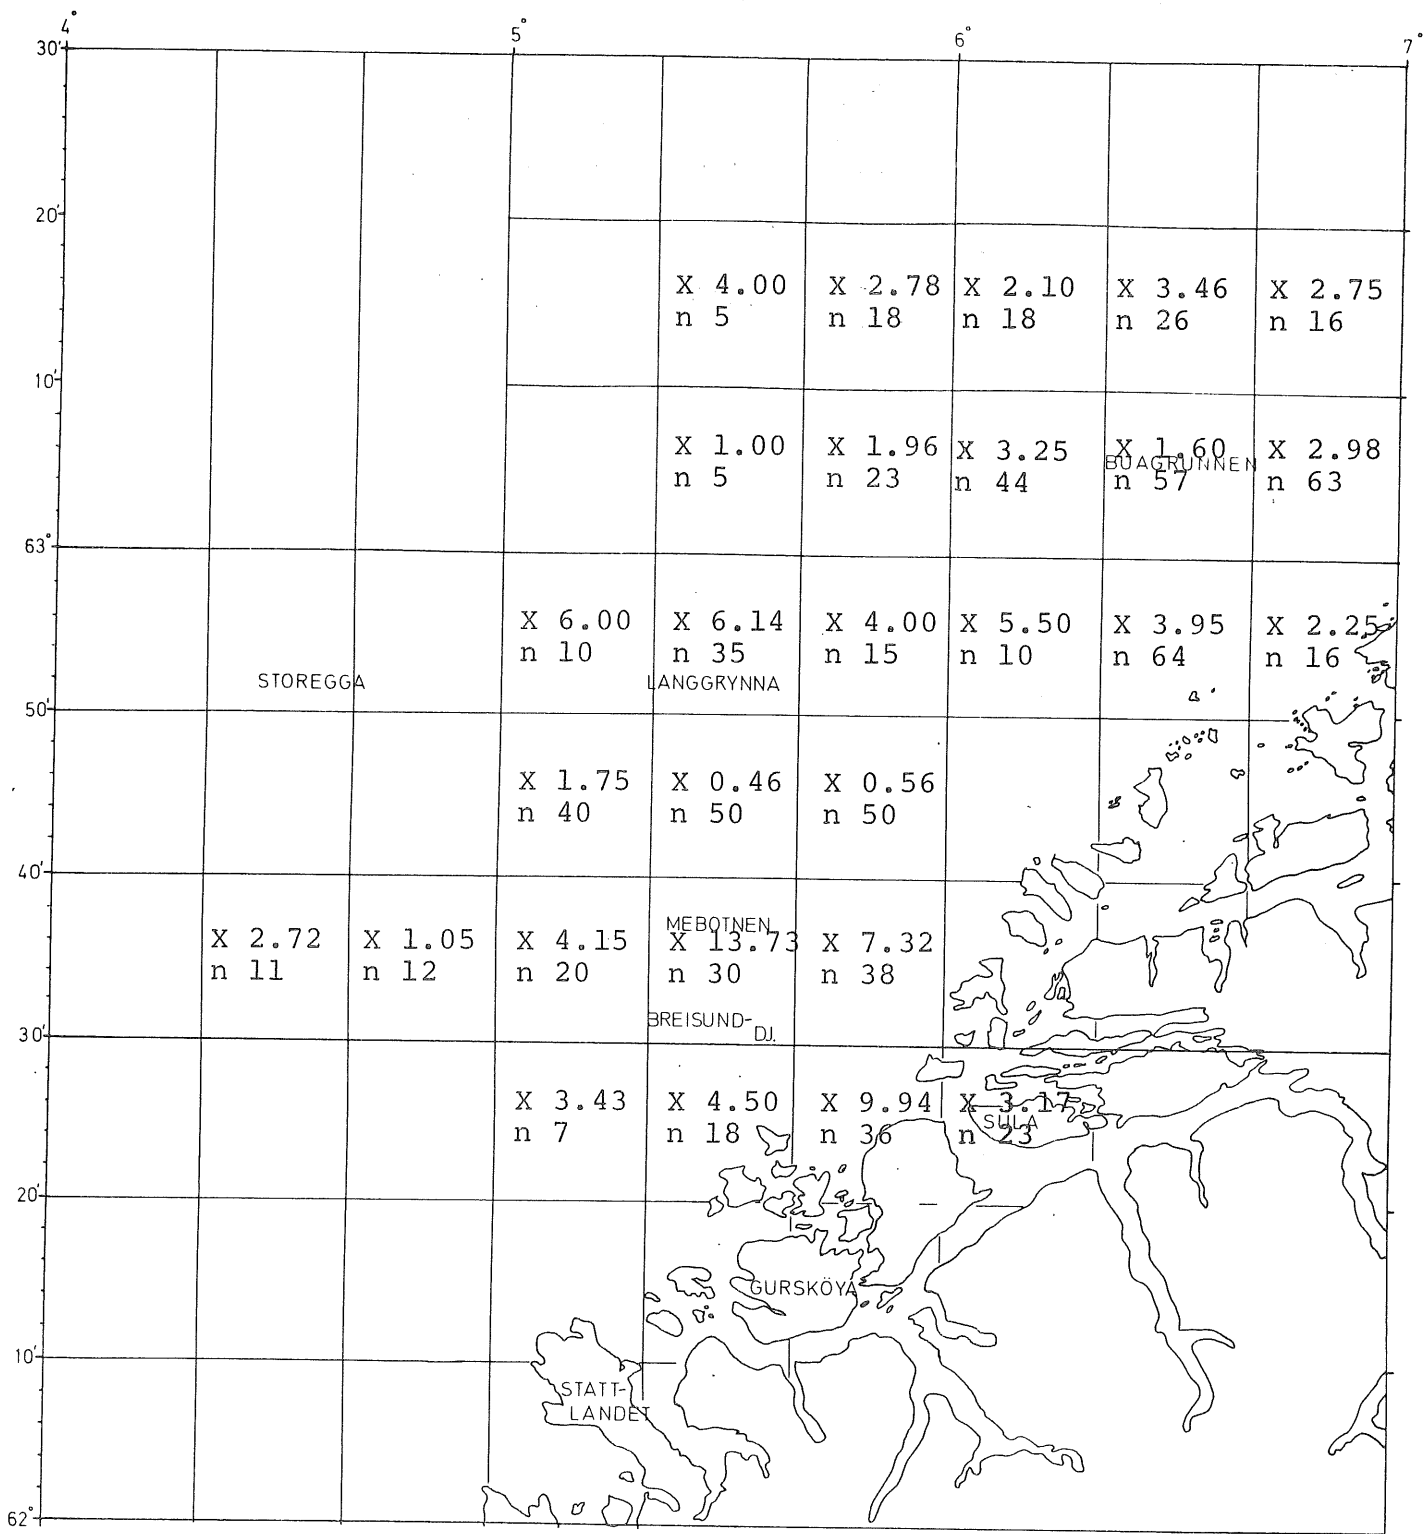 4° 5° 6° 7°
30'
20'
X 4.00 X 2.78 X 2.10 X 3.46 X 2.75
n 5 n 18 n 18 n 26 n 16
10'
X 1.00 X 1.96 X 3.25 X 1.60 X 2.98
BUAGRUNNEN
n 5 n 23 n 44 n 57 n 63
63°
X 6.00 X 6.14 X 4.00 X 5.50 X 3.95 X 2.25
n 10 n 35 n 15 n 10 n 64 n 16
STOREGGA LANGGRYNNA
50'
X 1.75 X 0.46 X 0.56
n 40 n 50 n 50
40'
MEBOTNEN
X 2.72 X 1.05 X 4.15 X 13.73 X 7.32
n 11 n 12 n 20 n 30 n 38
BREISUND-
DJ.
30'
X 3.43 X 4.50 X 9.94 X 3.17
SULA
n 7 n 18 n 36 n 23
20'
GURSKÖYA
10'
STATT-
LANDET
62°